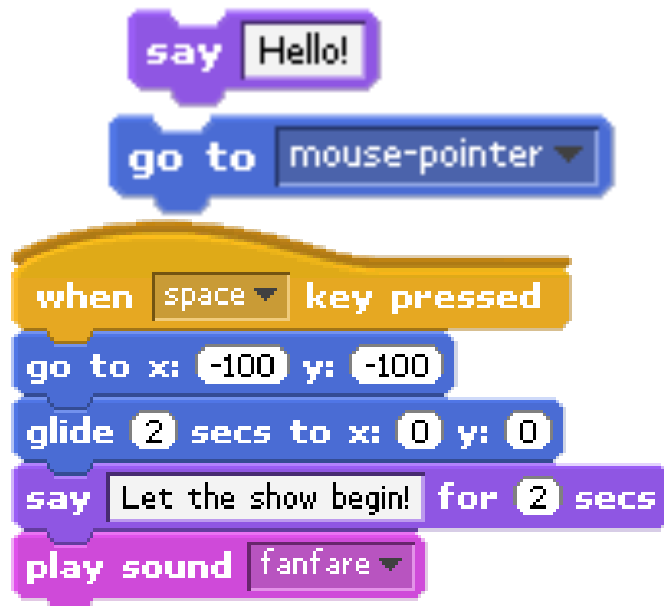 say Hello!
go to mouse-pointer
when space key pressed
go to x: -100 y: -100
glide 2 secs to x: 0 y: 0
say Let the show begin! for 2 secs
play sound fanfare